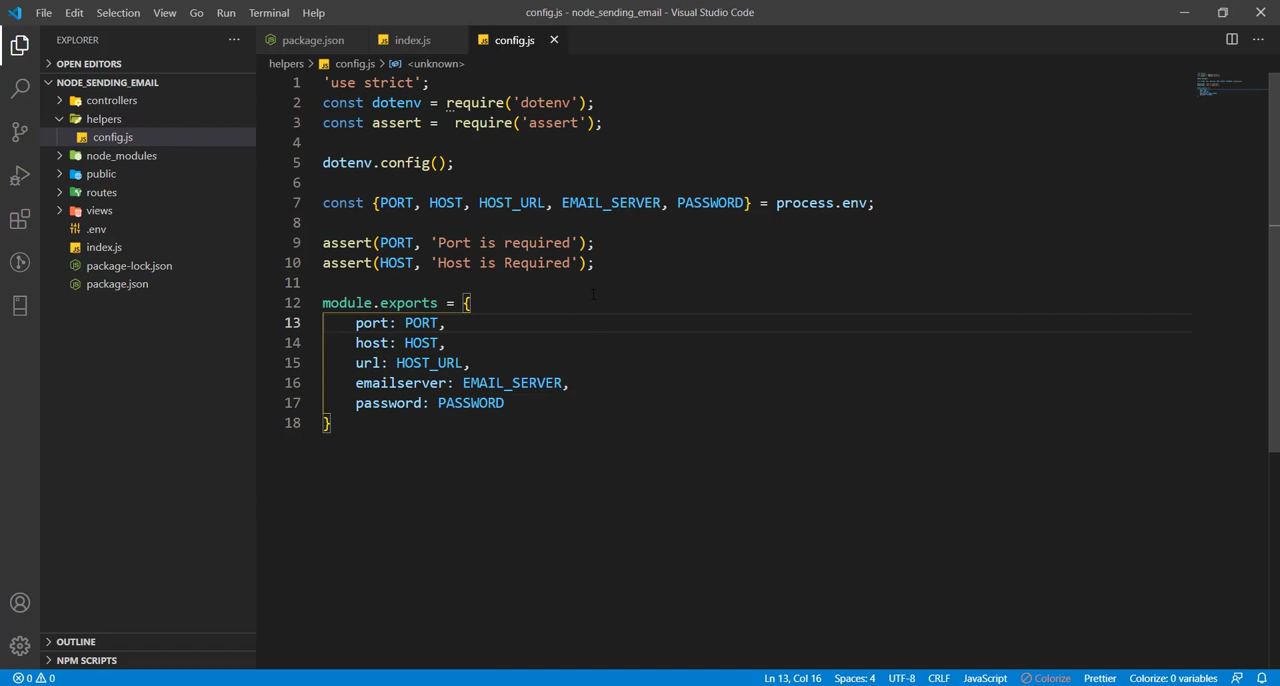 File Edit Selection View Go Run Terminal Help
config.js - node_sending_email - Visual Studio Code
EXPLORER
OPEN EDITORS
NODE_SENDING_EMAIL
controllers
helpers
config.js
node_modules
public
routes
views
.env
index.js
package-lock.json
package.json
OUTLINE
NPM SCRIPTS
package.json index.js config.js
helpers > config.js > <unknown>
1 'use strict';
2 const dotenv = require('dotenv');
3 const assert =  require('assert');
4
5 dotenv.config();
6
7 const {PORT, HOST, HOST_URL, EMAIL_SERVER, PASSWORD} = process.env;
8
9 assert(PORT, 'Port is required');
10 assert(HOST, 'Host is Required');
11
12 module.exports = {
13     port: PORT,
14     host: HOST,
15     url: HOST_URL,
16     emailserver: EMAIL_SERVER,
17     password: PASSWORD
18 }
0 0 Ln 13, Col 16 Spaces: 4 UTF-8 CRLF JavaScript Colorize Prettier Colorize: 0 variables